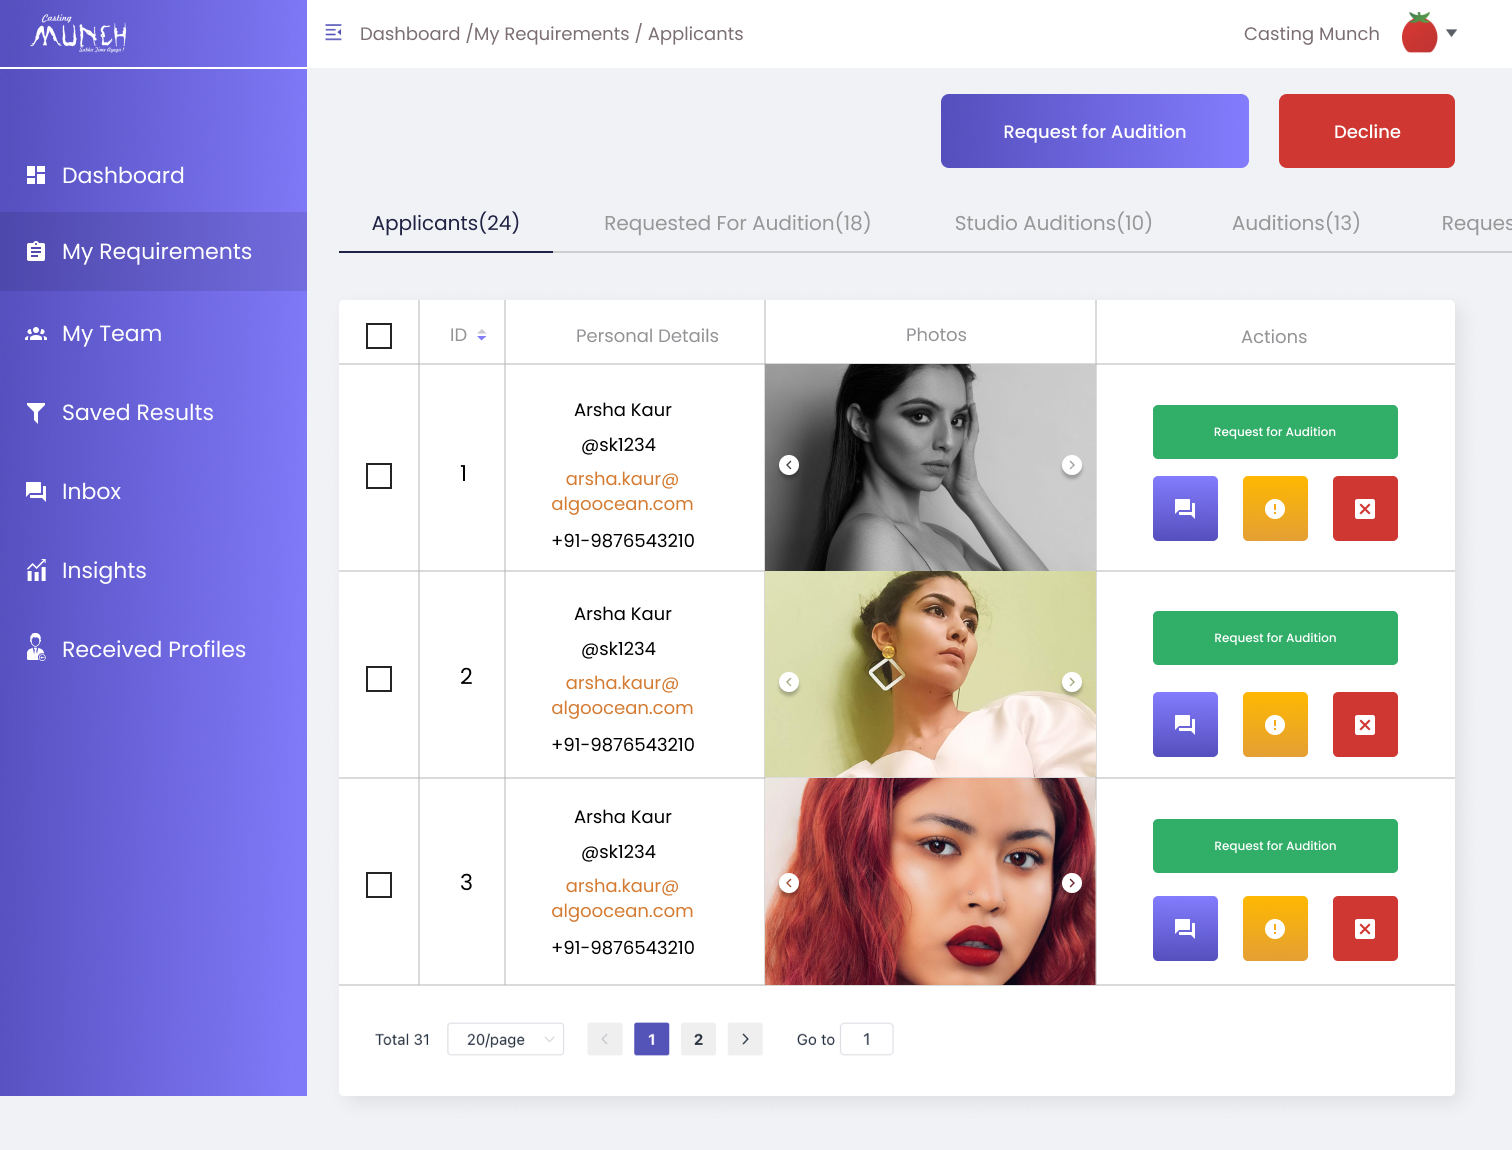 Casting
MUNCH
Dashboard /My Requirements / Applicants
Casting Munch
Request for Audition
Decline
Dashboard
My Requirements
My Team
Saved Results
Inbox
Insights
Received Profiles
Applicants(24)
Requested For Audition(18)
Studio Auditions(10)
Auditions(13)
Reques
ID
Personal Details
Photos
Actions
1
Arsha Kaur
@sk1234
arsha.kaur@
algoocean.com
+91-9876543210
Request for Audition
2
Arsha Kaur
@sk1234
arsha.kaur@
algoocean.com
+91-9876543210
Request for Audition
3
Arsha Kaur
@sk1234
arsha.kaur@
algoocean.com
+91-9876543210
Request for Audition
Total 31
20/page
1
2
Go to
1